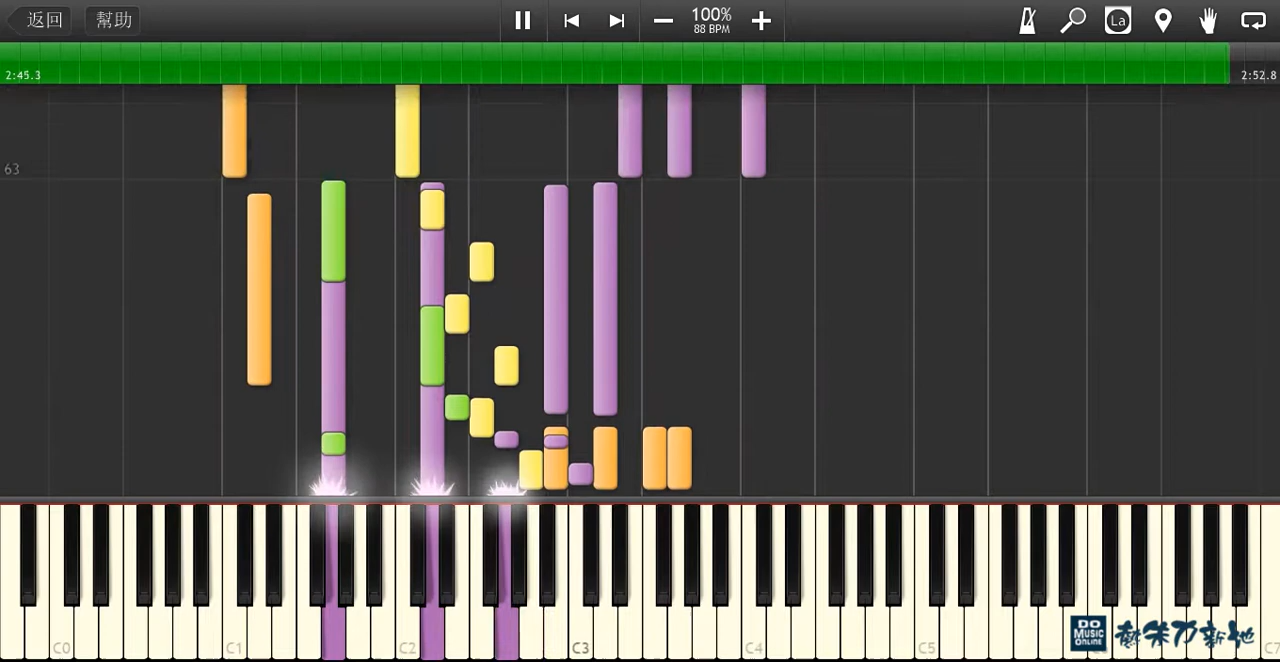 返回 幫助
100%
88 BPM
La
2:45.3
2:52.8
63
C0 C1 C2 C3 C4 C5 C7
DO
MUSIC
ONLINE